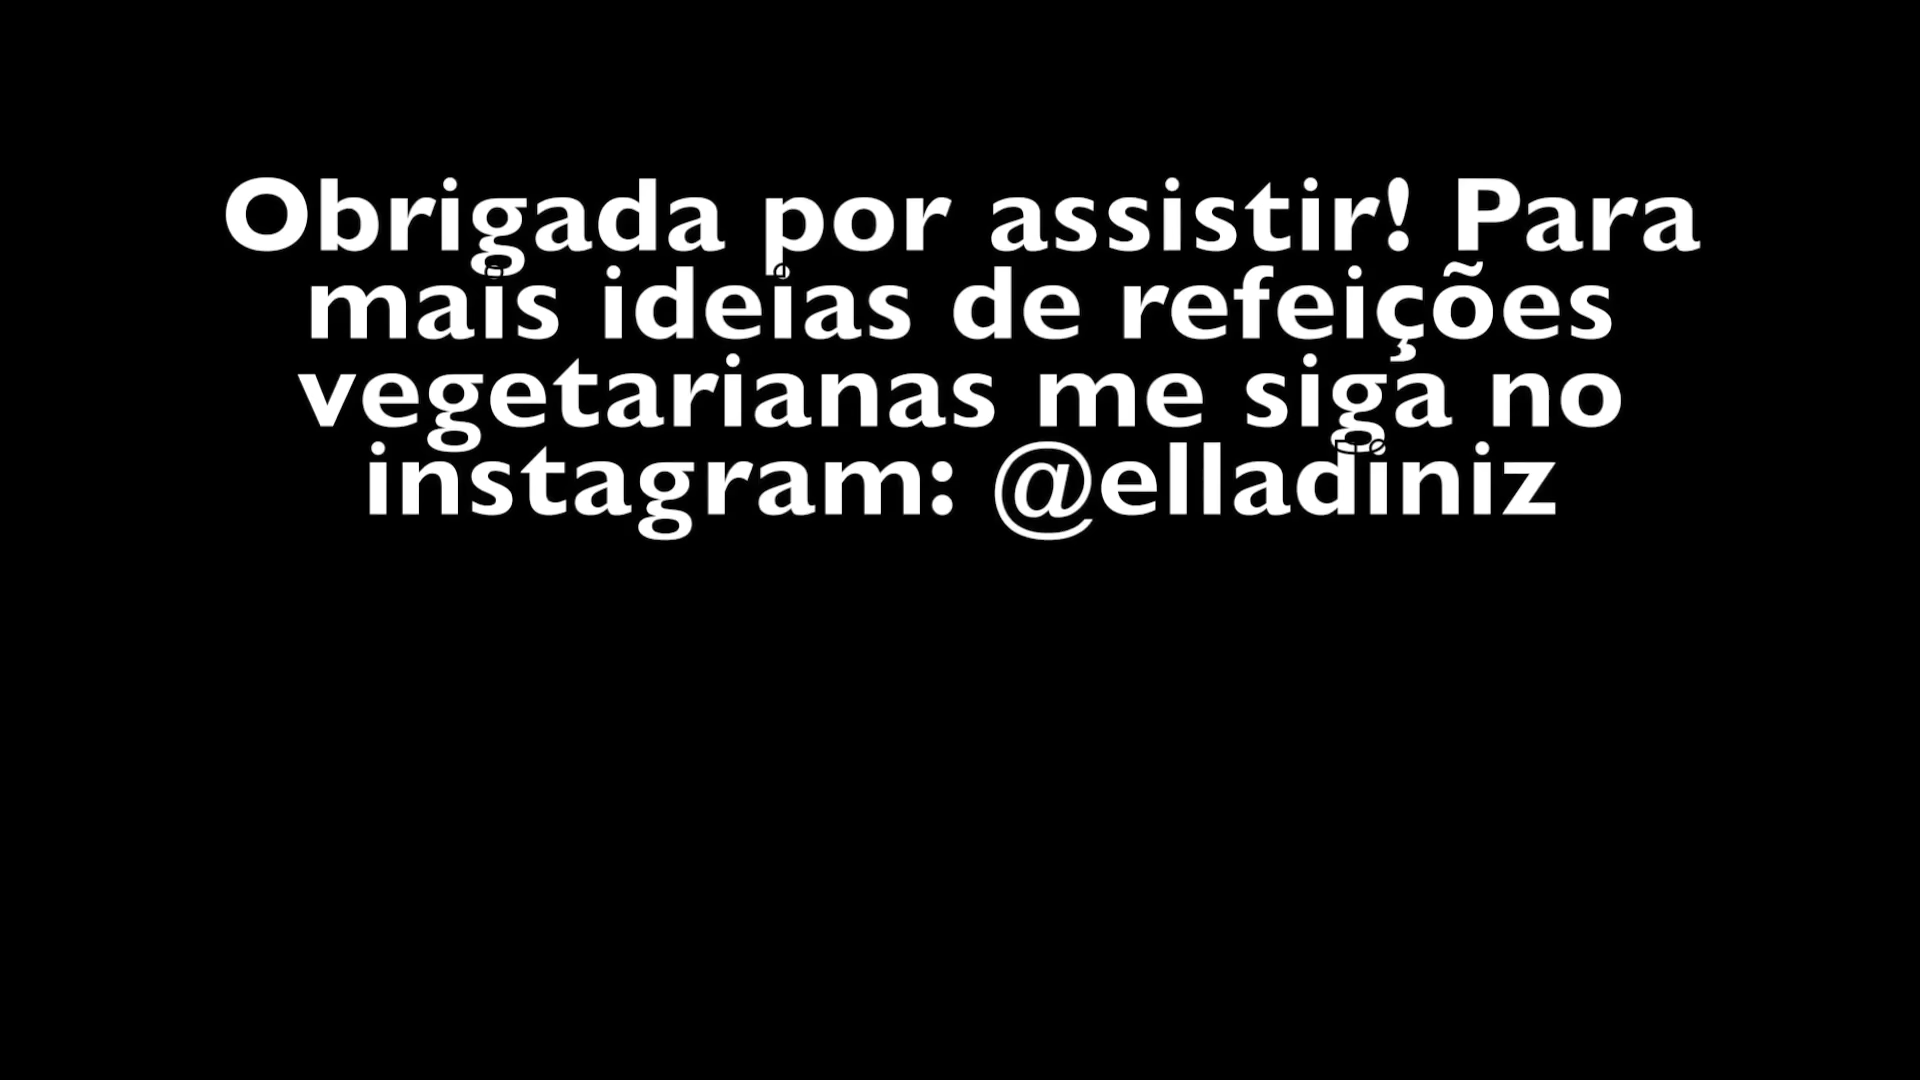 Obrigada por assistir! Para
mais ideias de refeições
vegetarianas me siga no
instagram: @elladiniz